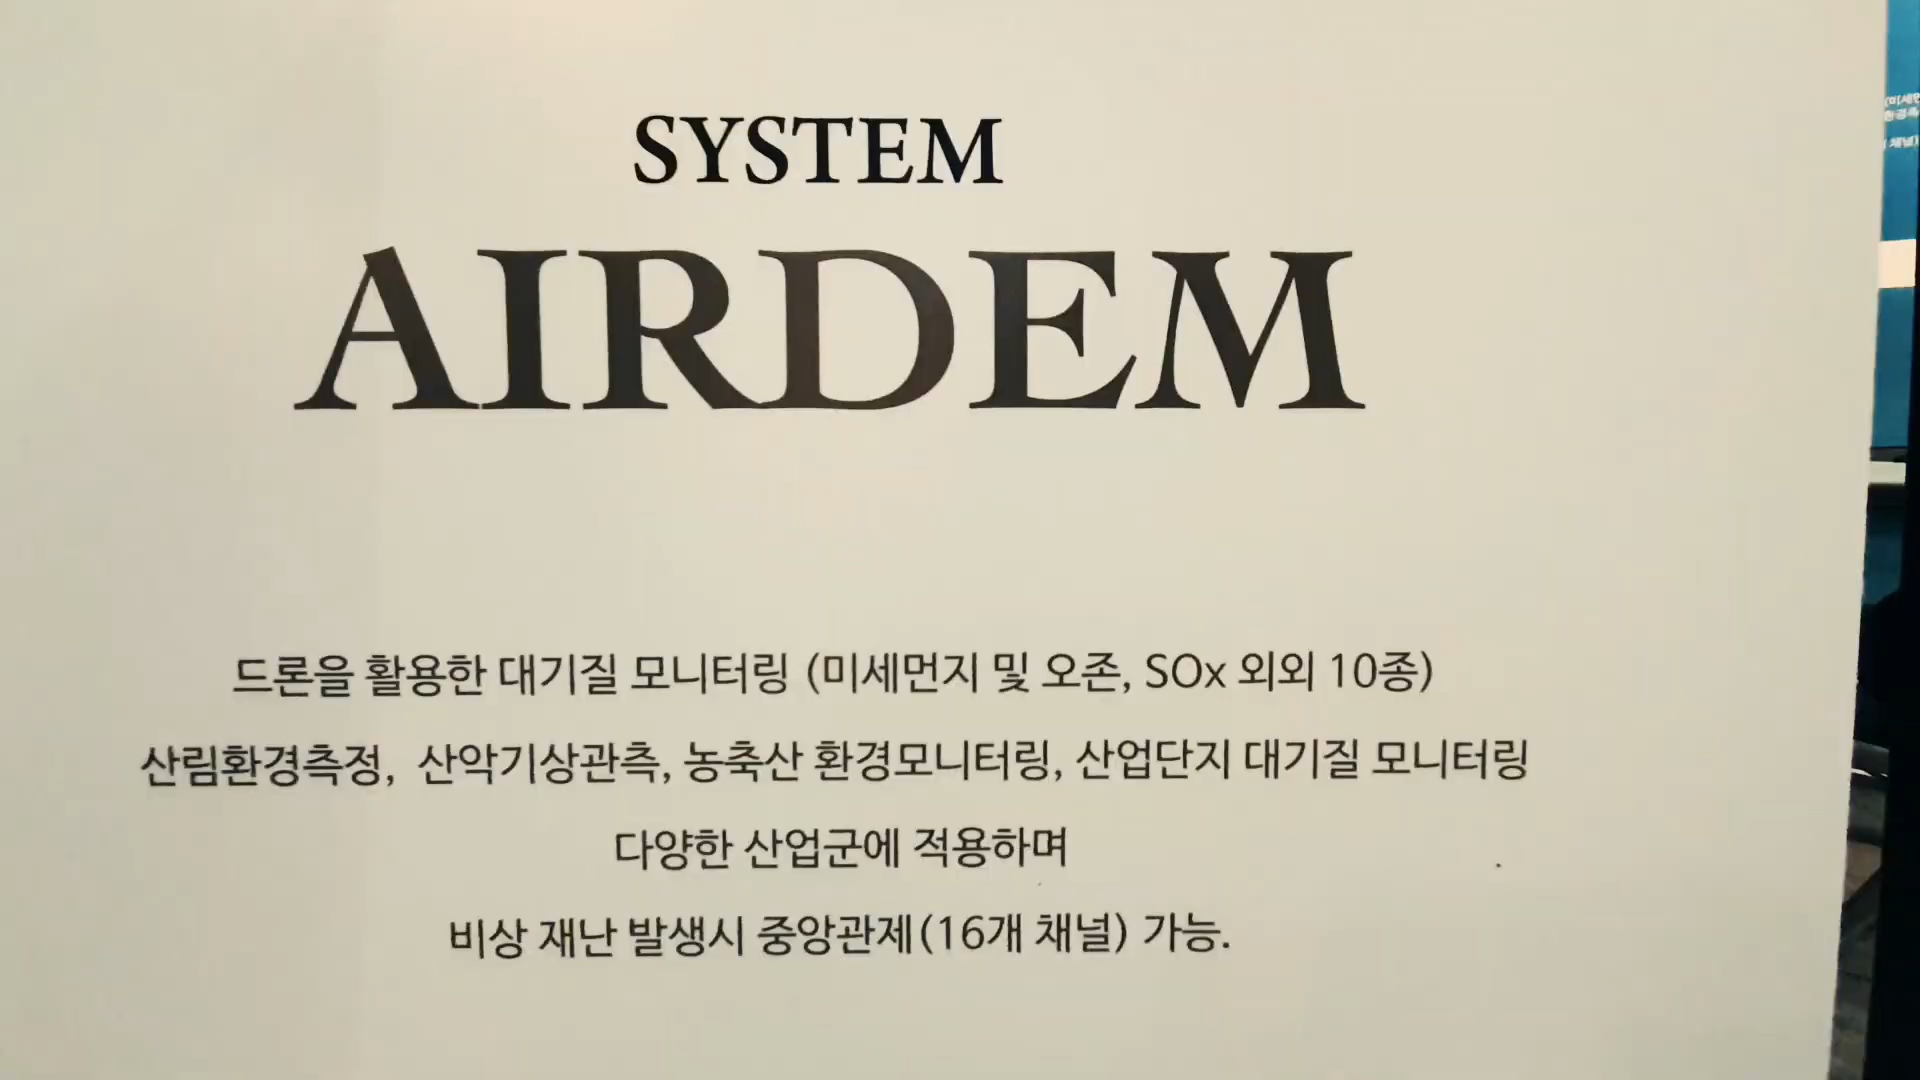 SYSTEM
AIRDEM
드론을 활용한 대기질 모니터링 (미세먼지 및 오존, SOx 외외 10종)
산림환경측정, 산악기상관측, 농축산 환경모니터링, 산업단지 대기질 모니터링
다양한 산업군에 적용하며
비상 재난 발생시 중앙관제(16개 채널) 가능.